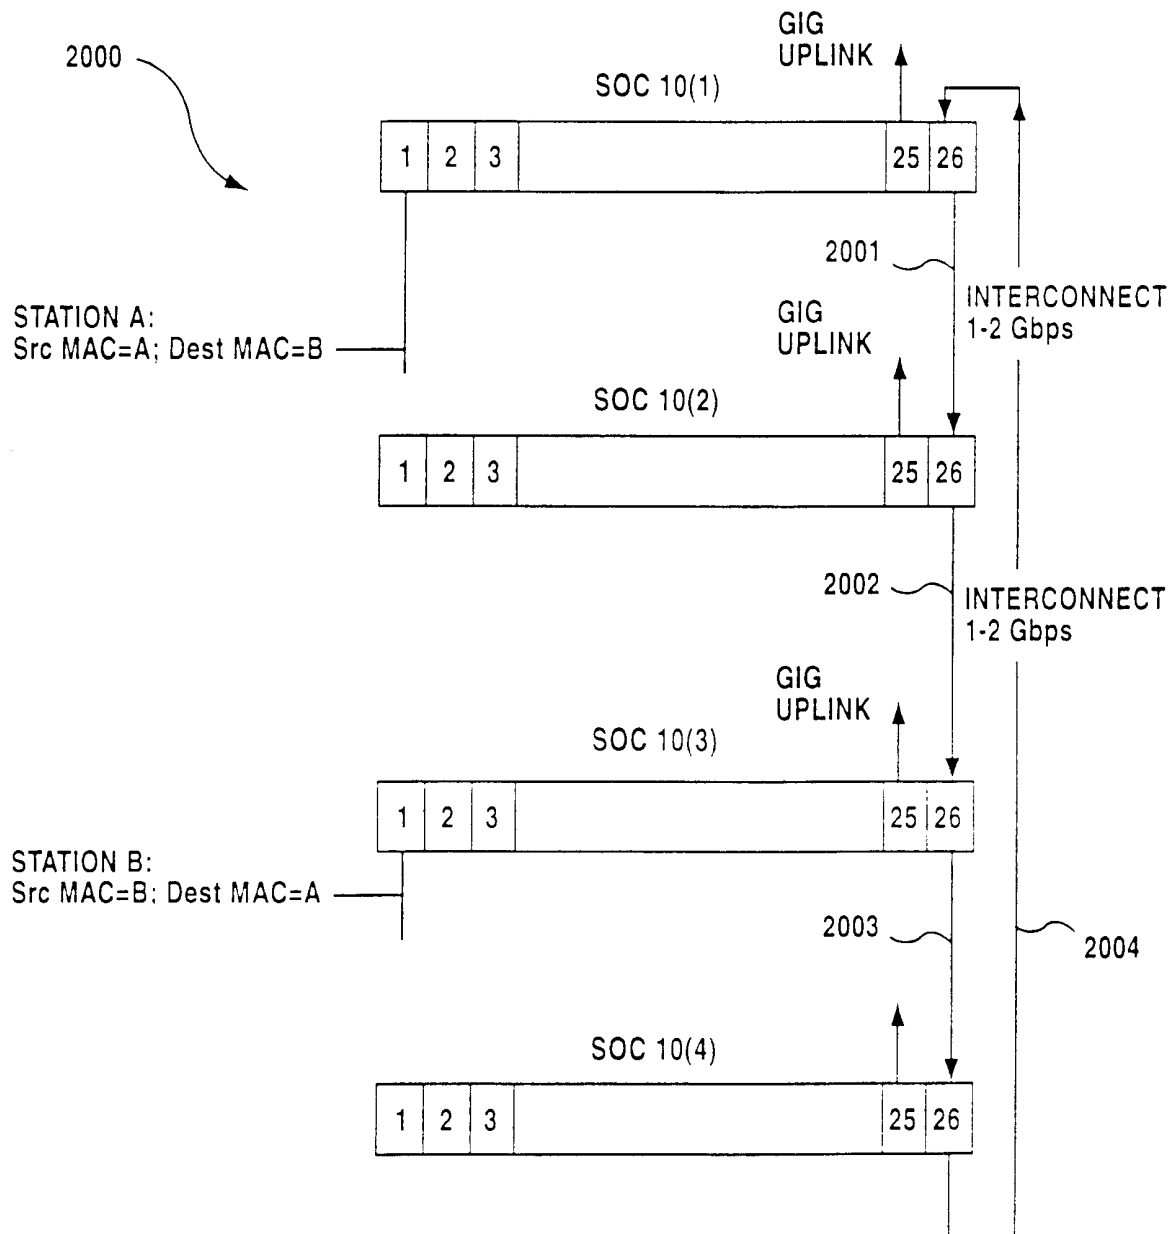 2000
GIG
UPLINK
SOC 10(1)
1 2 3 25 26
2001
INTERCONNECT
1-2 Gbps
STATION A:
Src MAC=A; Dest MAC=B
GIG
UPLINK
SOC 10(2)
1 2 3 25 26
2002
INTERCONNECT
1-2 Gbps
GIG
UPLINK
SOC 10(3)
1 2 3 25 26
STATION B:
Src MAC=B; Dest MAC=A
2003
2004
SOC 10(4)
1 2 3 25 26